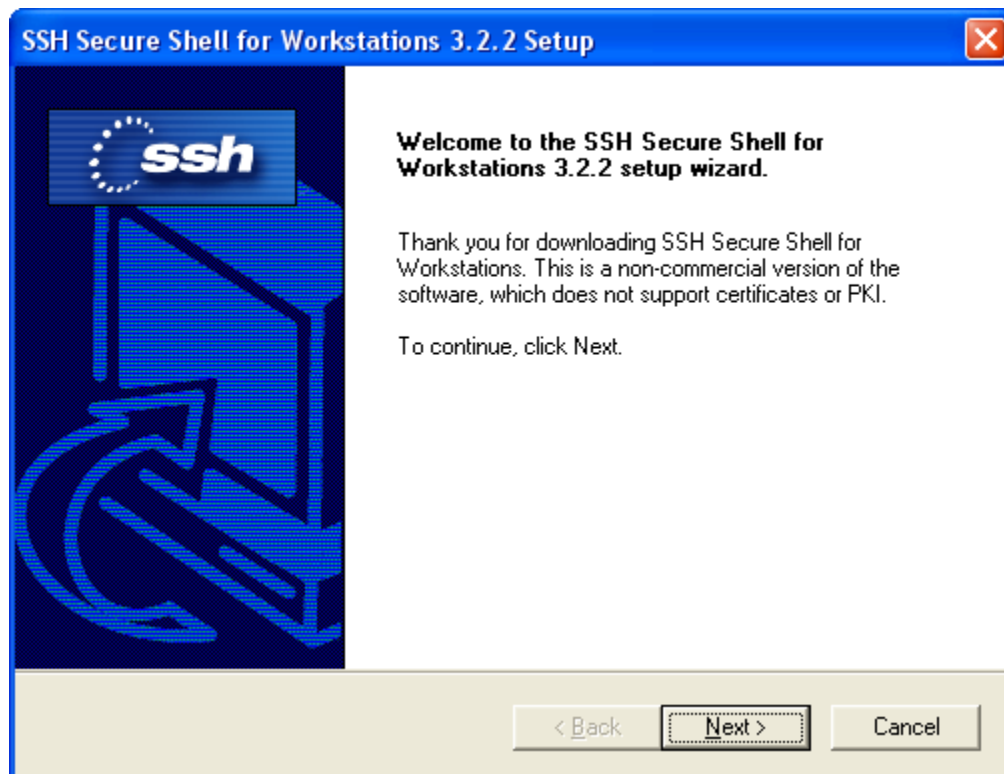 SSH Secure Shell for Workstations 3.2.2 Setup
ssh
Welcome to the SSH Secure Shell for
Workstations 3.2.2 setup wizard.
Thank you for downloading SSH Secure Shell for
Workstations. This is a non-commercial version of the
software, which does not support certificates or PKI.
To continue, click Next.
< Back Next > Cancel